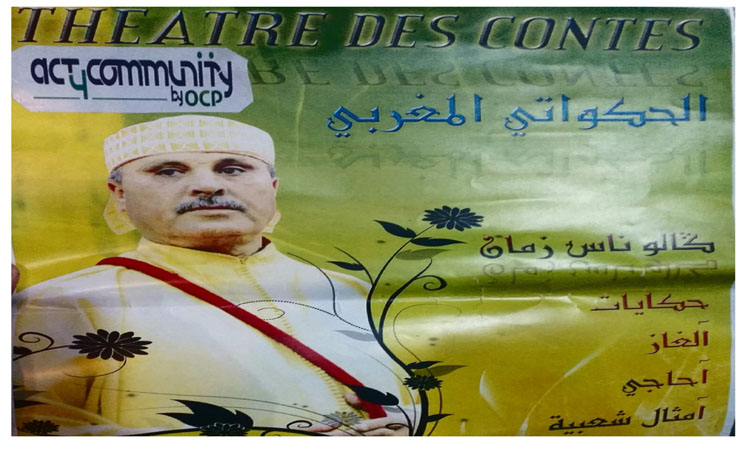 THEATRE DES CONTES
act4community
by OCP
الحكواتي المغربي
ڭالو ناس زمان
حكايات
ألغاز
أحاجي
أمثال شعبية